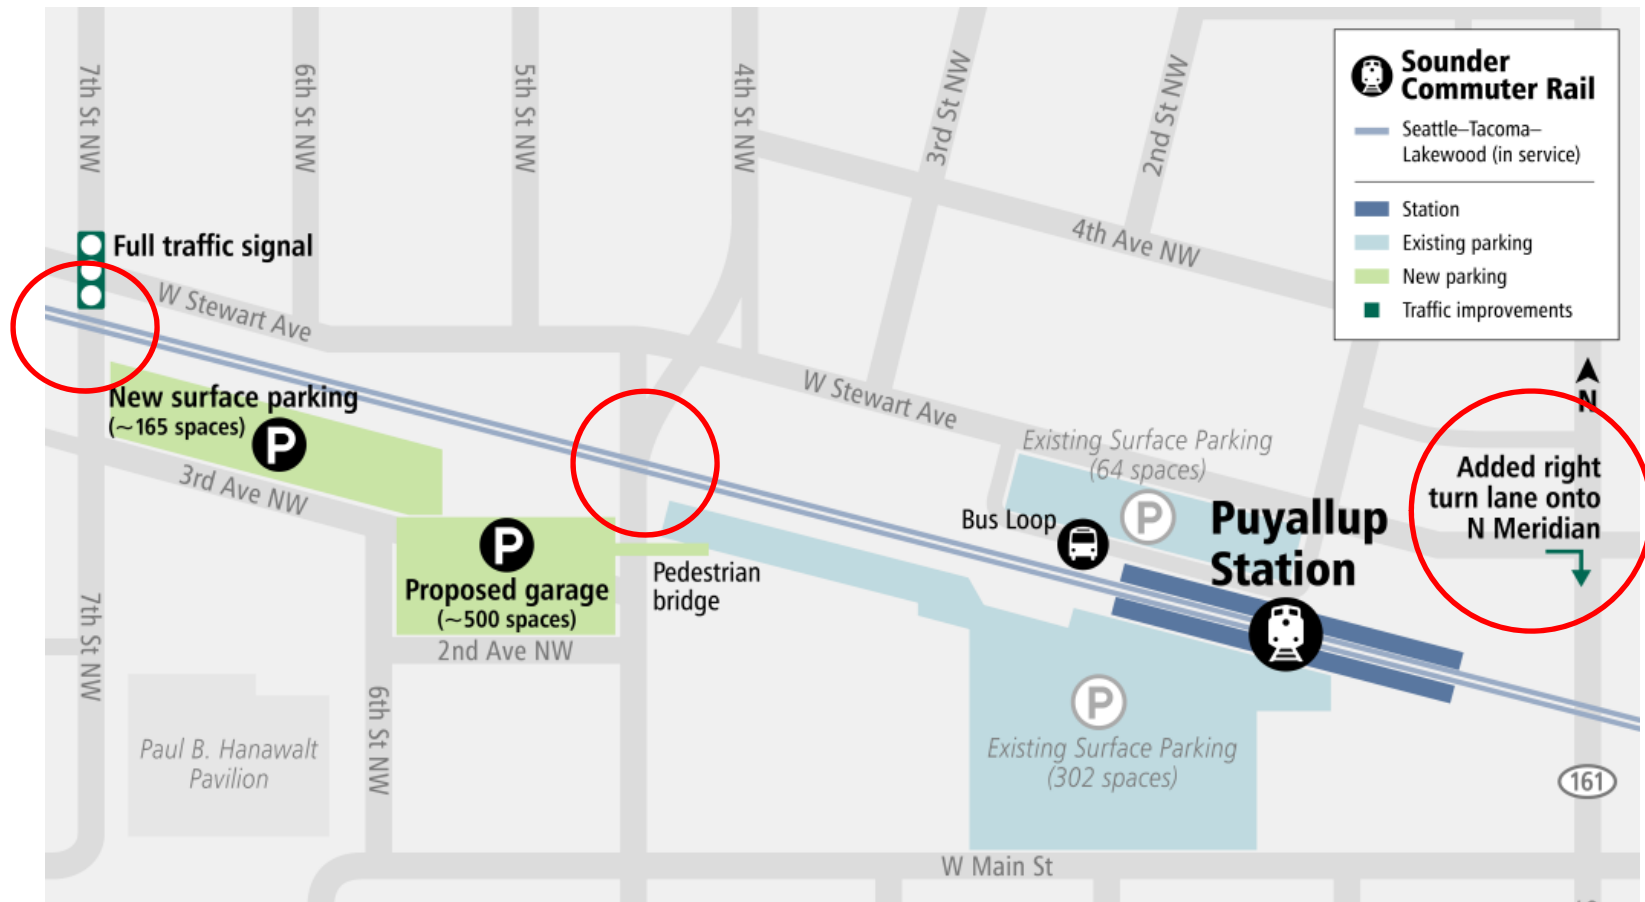 7th St NW
6th St NW
5th St NW
4th St NW
3rd St NW
2nd St NW
Sounder
Commuter Rail
Seattle–Tacoma–
Lakewood (in service)
Station
Existing parking
New parking
Traffic improvements
4th Ave NW
Full traffic signal
W Stewart Ave
N
New surface parking
(~165 spaces)
P
W Stewart Ave
Existing Surface Parking
(64 spaces)
P
Added right
turn lane onto
N Meridian
3rd Ave NW
Bus Loop
Puyallup
Station
P
Proposed garage
(~500 spaces)
Pedestrian
bridge
7th St NW
2nd Ave NW
6th St NW
Paul B. Hanawalt
Pavilion
P
Existing Surface Parking
(302 spaces)
161
W Main St